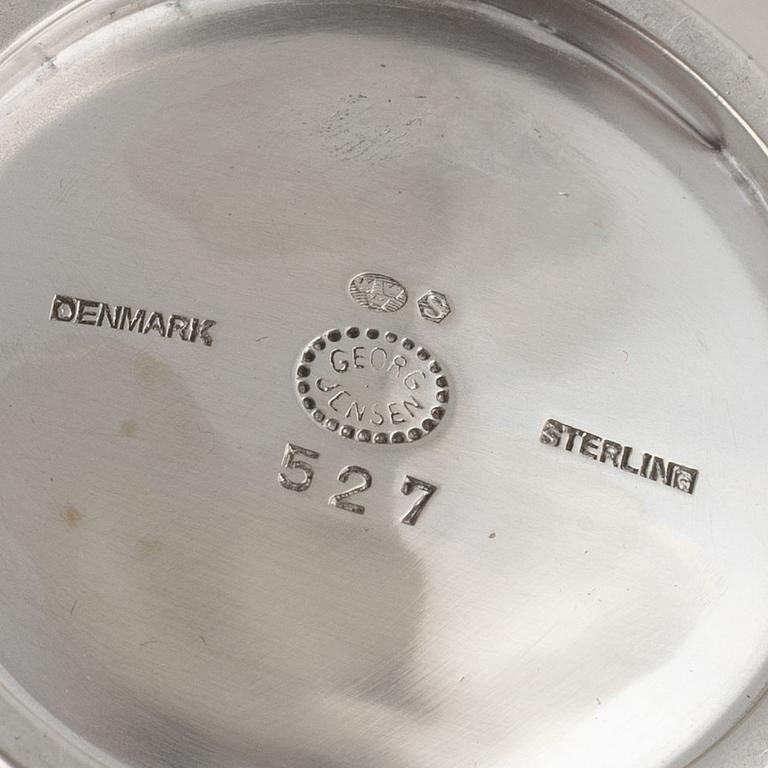 S
DENMARK
GEORG
JENSEN
STERLING
527